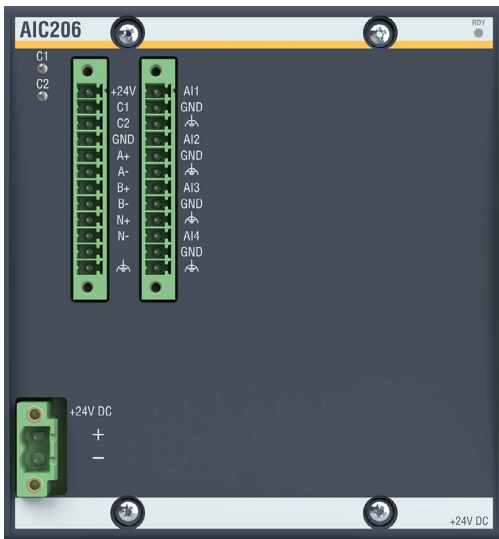 AIC206
RDY
C1
C2
+24V
C1
C2
GND
A+
A-
B+
B-
N+
N-
AI1
GND
AI2
GND
AI3
GND
AI4
GND
+24V DC
+
−
+24V DC